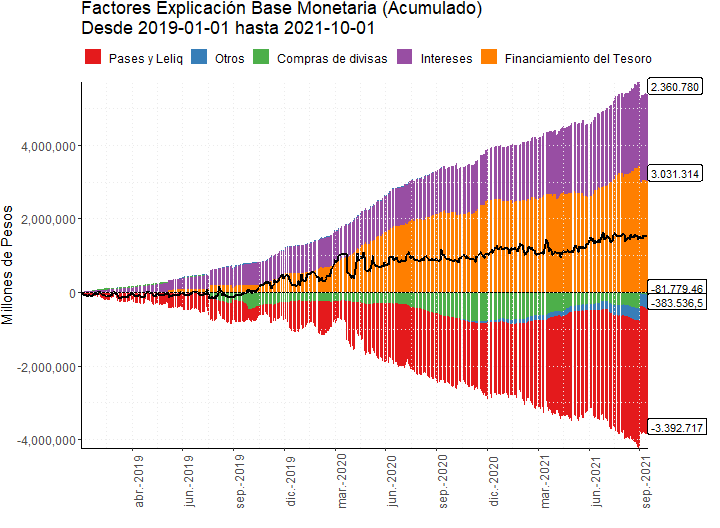 Factores Explicación Base Monetaria (Acumulado)
Desde 2019-01-01 hasta 2021-10-01
Pases y Leliq Otros Compras de divisas Intereses Financiamiento del Tesoro
Millones de Pesos
4,000,000
2,000,000
0
-2,000,000
-4,000,000
2.360.780
3.031.314
-81.779.46
-383.536,5
-3.392.717
abr.-2019
jun.-2019
sep.-2019
dic.-2019
mar.-2020
jun.-2020
sep.-2020
dic.-2020
mar.-2021
jun.-2021
sep.-2021